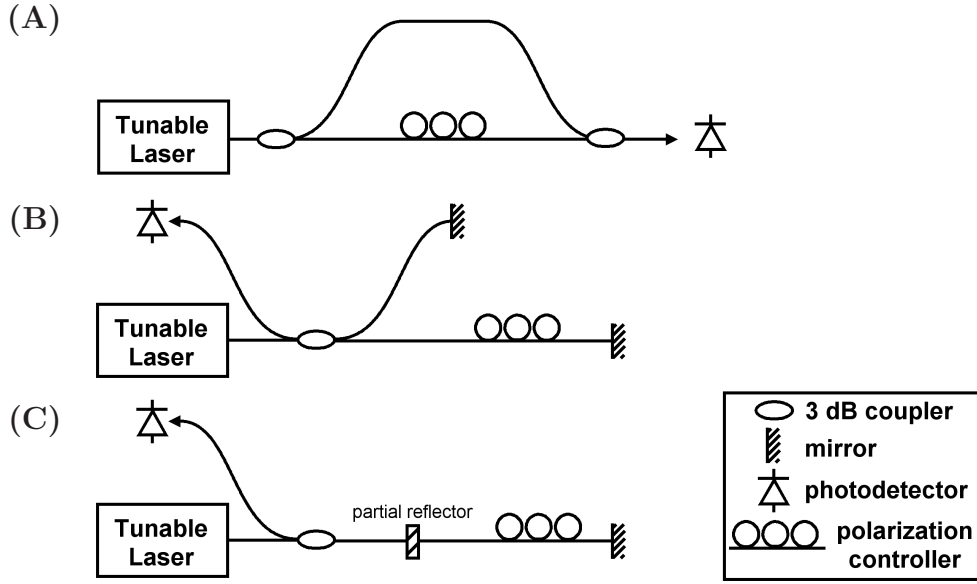 (A)
Tunable
Laser
(B)
Tunable
Laser
(C)
partial reflector
Tunable
Laser
3 dB coupler
mirror
photodetector
polarization
controller